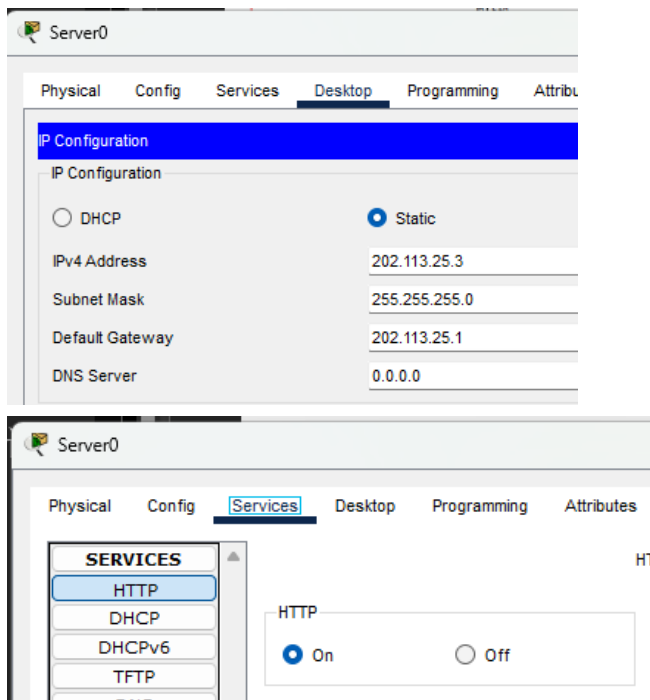 Server0
Physical Config Services Desktop Programming
IP Configuration
IP Configuration
DHCP Static
IPv4 Address 202.113.25.3
Subnet Mask 255.255.255.0
Default Gateway 202.113.25.1
DNS Server 0.0.0.0
Server0
Physical Config Services Desktop Programming Attributes
SERVICES
HTTP
HTTP
DHCP
DHCPv6
On Off
TFTP